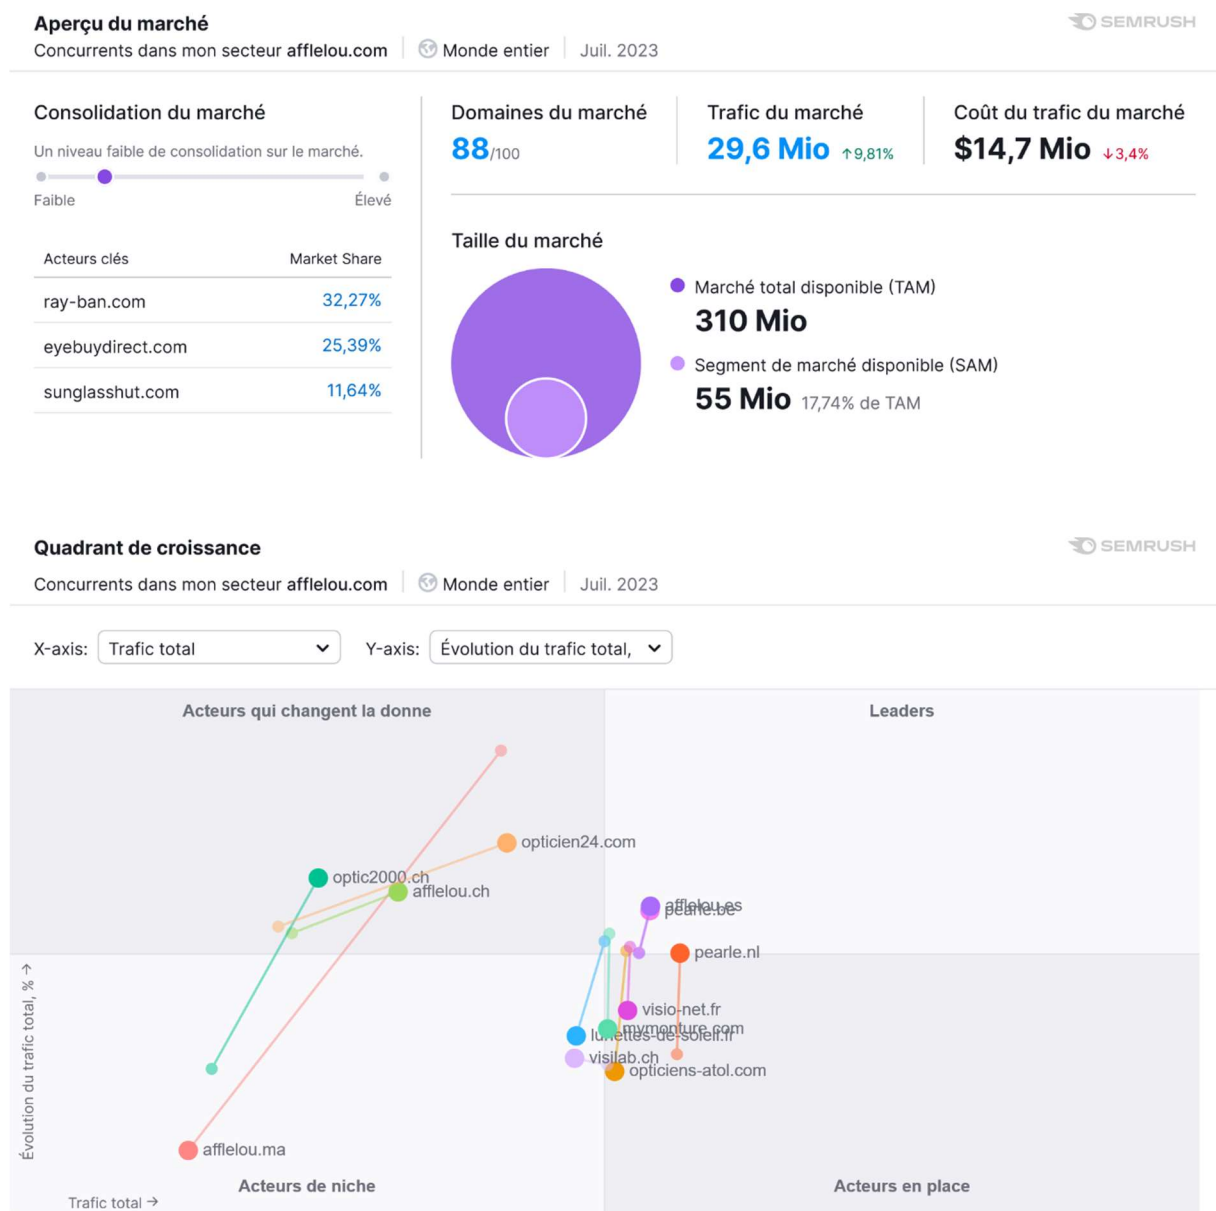 Aperçu du marché
SEMRUSH
Concurrents dans mon secteur afflelou.com
Monde entier
Juil. 2023
Consolidation du marché
Un niveau faible de consolidation sur le marché.
Faible
Élevé
Acteurs clés
Market Share
ray-ban.com
32,27%
eyebuydirect.com
25,39%
sunglasshut.com
11,64%
Domaines du marché
88/100
Trafic du marché
29,6 Mio ↑9,81%
Coût du trafic du marché
$14,7 Mio ↓3,4%
Taille du marché
Marché total disponible (TAM)
310 Mio
Segment de marché disponible (SAM)
55 Mio 17,74% de TAM
Quadrant de croissance
SEMRUSH
Concurrents dans mon secteur afflelou.com
Monde entier
Juil. 2023
X-axis: Trafic total
Y-axis: Évolution du trafic total,
Acteurs qui changent la donne
Leaders
opticien24.com
optic2000.ch
afflelou.ch
afflelou.es
pearle.be
pearle.nl
visio-net.fr
mymonture.com
lunettes-de-soleil.fr
visilab.ch
opticiens-atol.com
afflelou.ma
Évolution du trafic total, % →
Acteurs de niche
Acteurs en place
Trafic total →